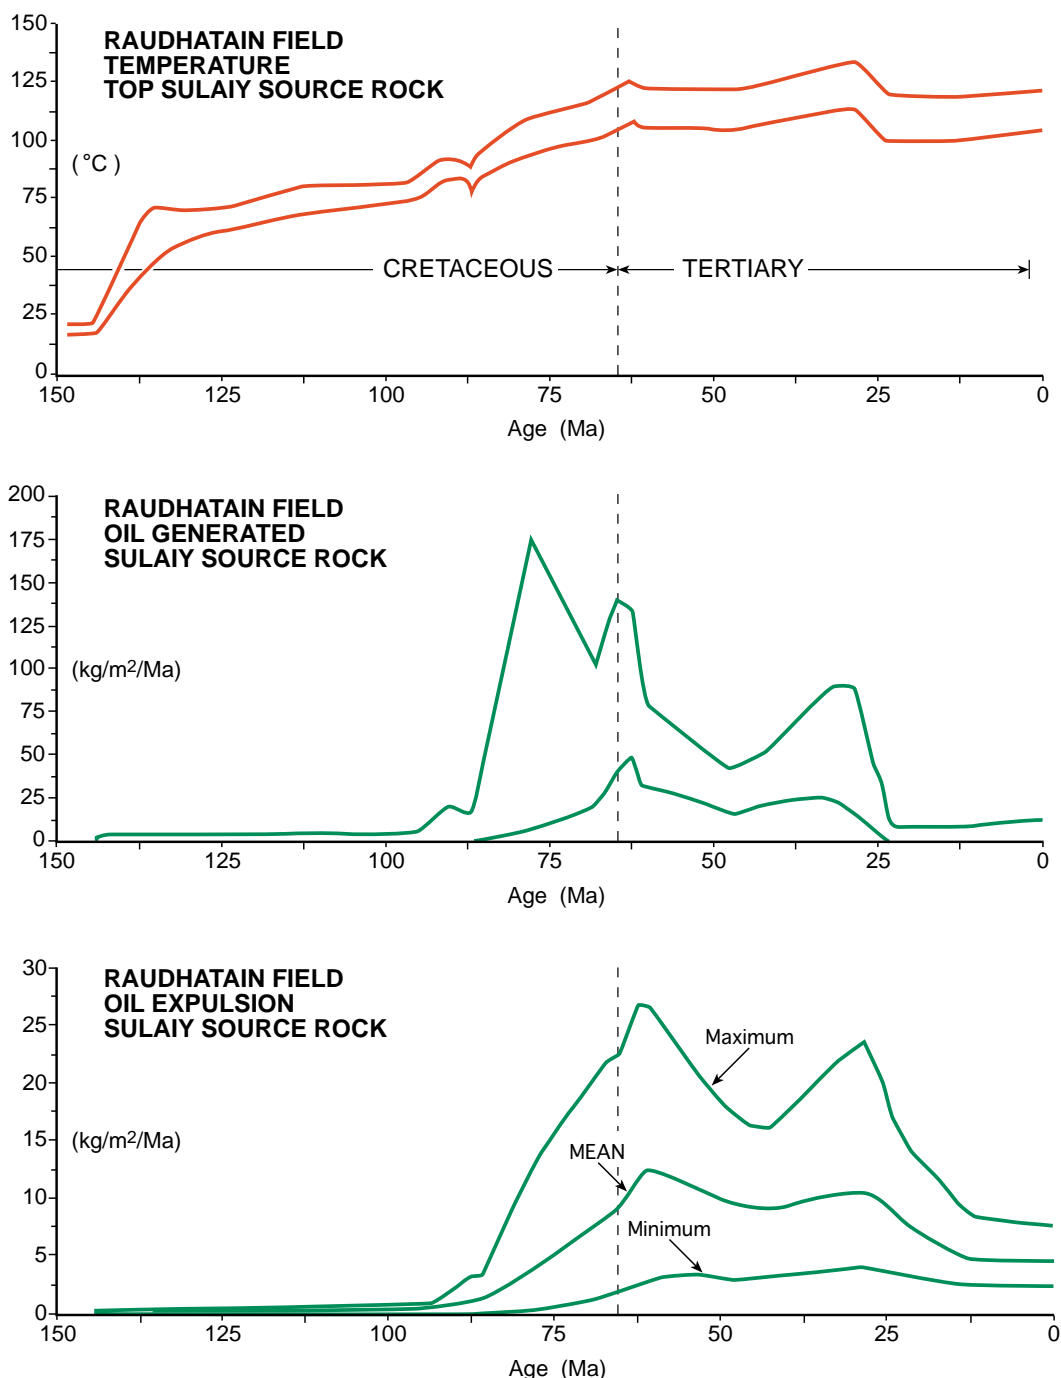 RAUDHATAIN FIELD
TEMPERATURE
TOP SULAIY SOURCE ROCK
150
125
100
(°C )
75
50
CRETACEOUS
TERTIARY
25
0
150 125 100 75 50 25 0
Age (Ma)
RAUDHATAIN FIELD
OIL GENERATED
SULAIY SOURCE ROCK
200
175
150
125
100
(kg/m2/Ma)
75
50
25
0
150 125 100 75 50 25 0
Age (Ma)
RAUDHATAIN FIELD
OIL EXPULSION
SULAIY SOURCE ROCK
30
25
Maximum
20
15
(kg/m2/Ma)
MEAN
10
Minimum
5
0
150 125 100 75 50 25 0
Age (Ma)